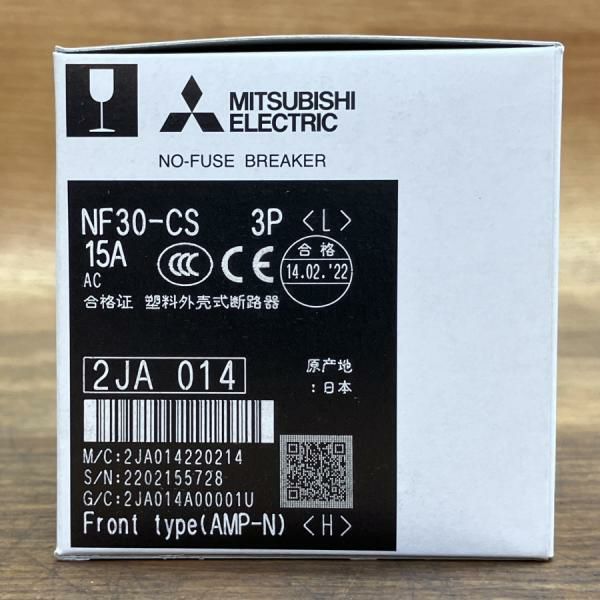 MITSUBISHI
ELECTRIC
NO-FUSE BREAKER
NF30-CS 3P <L>
15A CCC CE 合格
AC 14.02.'22
合格证 塑料外壳式断路器
2JA 014 原产地
:日本
M/C:2JA014220214
S/N:2202155728
G/C:2JA014A00001U
Front type(AMP-N) <H>